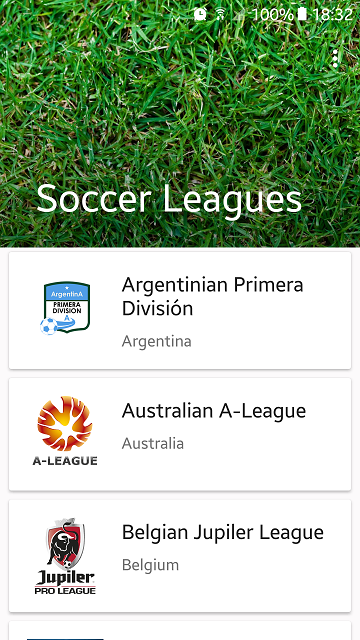 100% 18:32
Soccer Leagues
ArgentinA
PRIMERA
DIVISIÓN
A
Argentinian Primera
División
Argentina
A-LEAGUE
Australian A-League
Australia
Jupiler
PRO LEAGUE
Belgian Jupiler League
Belgium